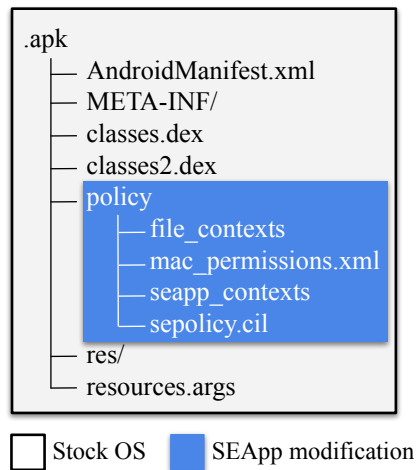 .apk
AndroidManifest.xml
META-INF/
classes.dex
classes2.dex
policy
file_contexts
mac_permissions.xml
seapp_contexts
sepolicy.cil
res/
resources.args
Stock OS SEApp modification